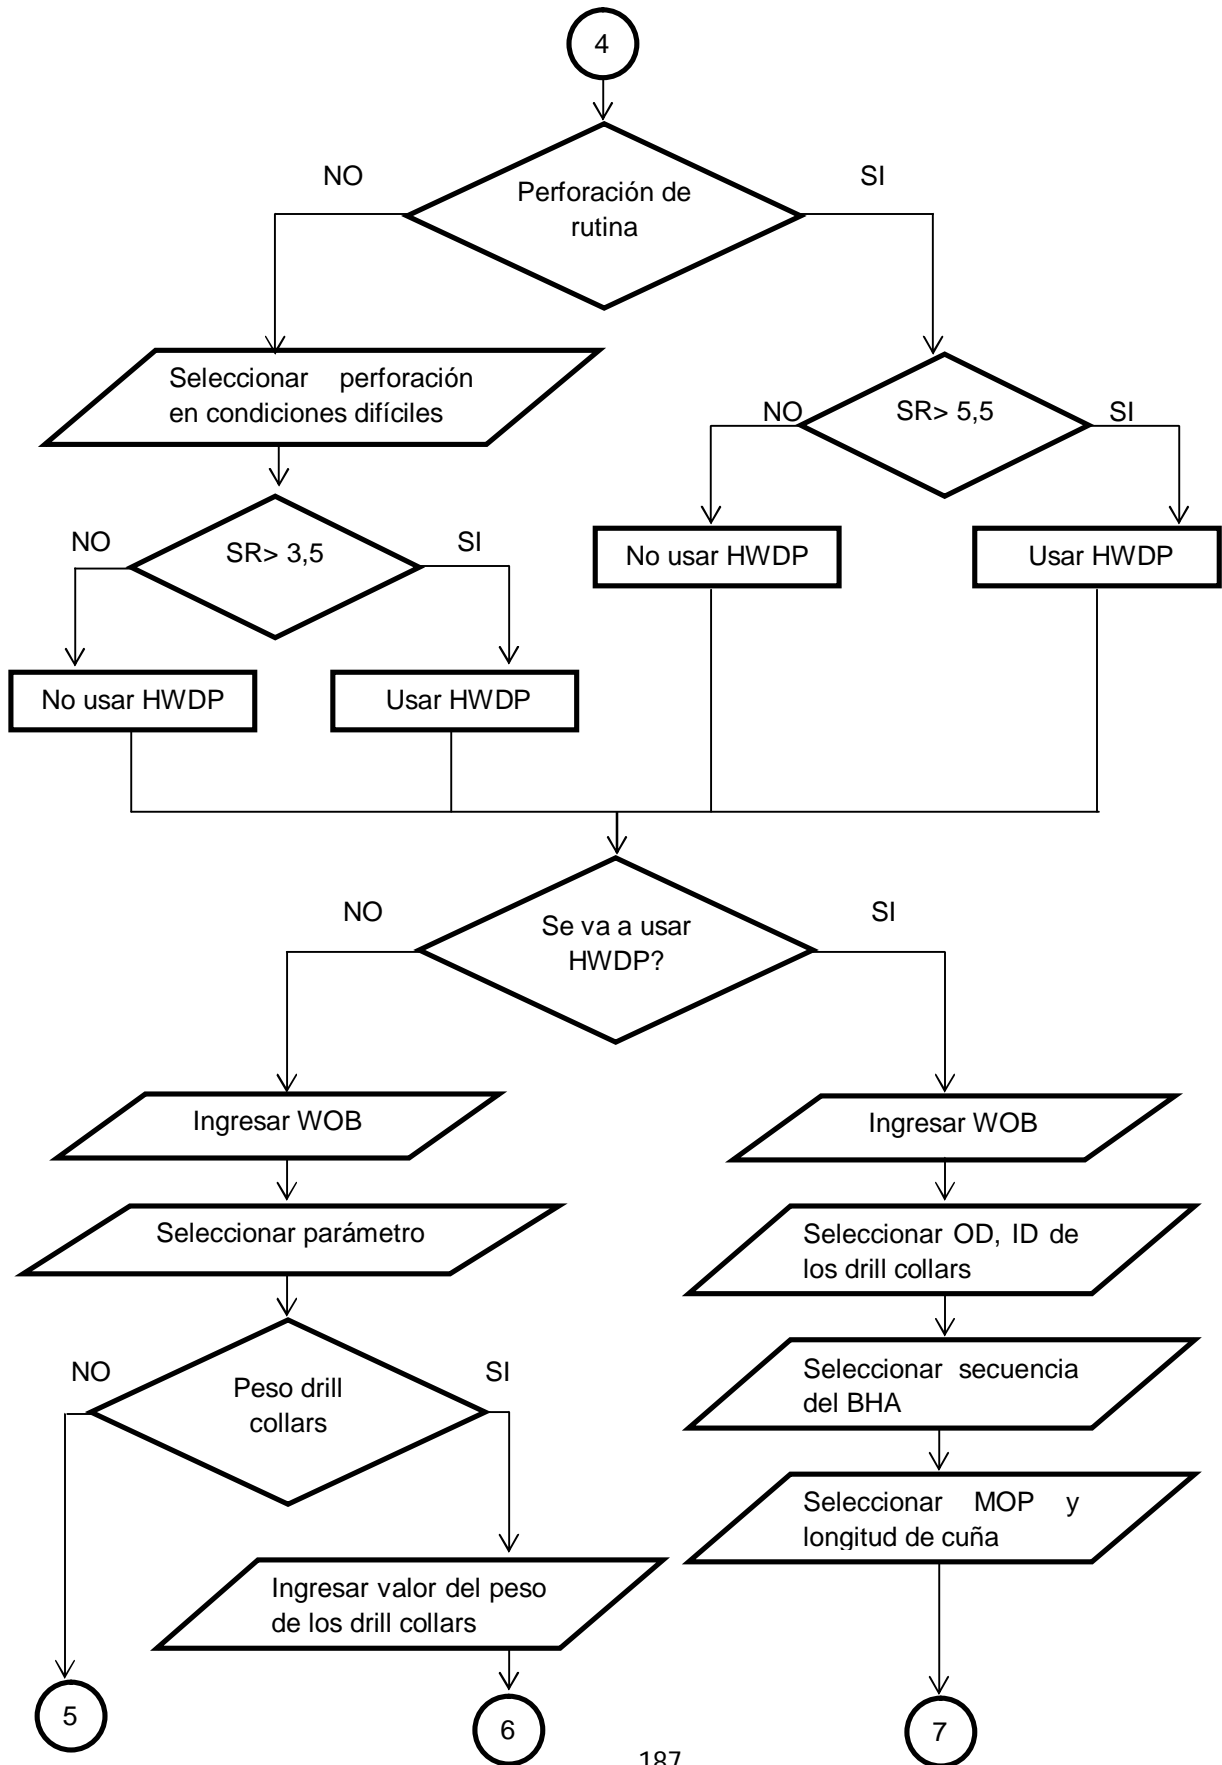 4
NO
SI
Perforación de
rutina
Seleccionar perforación
en condiciones difíciles
NO
SR> 5,5
SI
NO
SR> 3,5
SI
No usar HWDP
Usar HWDP
No usar HWDP
Usar HWDP
NO
Se va a usar
HWDP?
SI
Ingresar WOB
Ingresar WOB
Seleccionar parámetro
Seleccionar OD, ID de
los drill collars
NO
Peso drill
collars
SI
Seleccionar secuencia
del BHA
Seleccionar MOP y
longitud de cuña
Ingresar valor del peso
de los drill collars
5
6
7
187